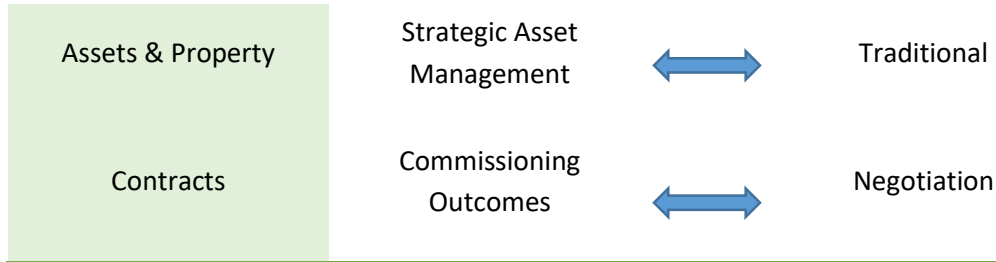 Assets & Property
Strategic Asset
Management
Traditional
Contracts
Commissioning
Outcomes
Negotiation